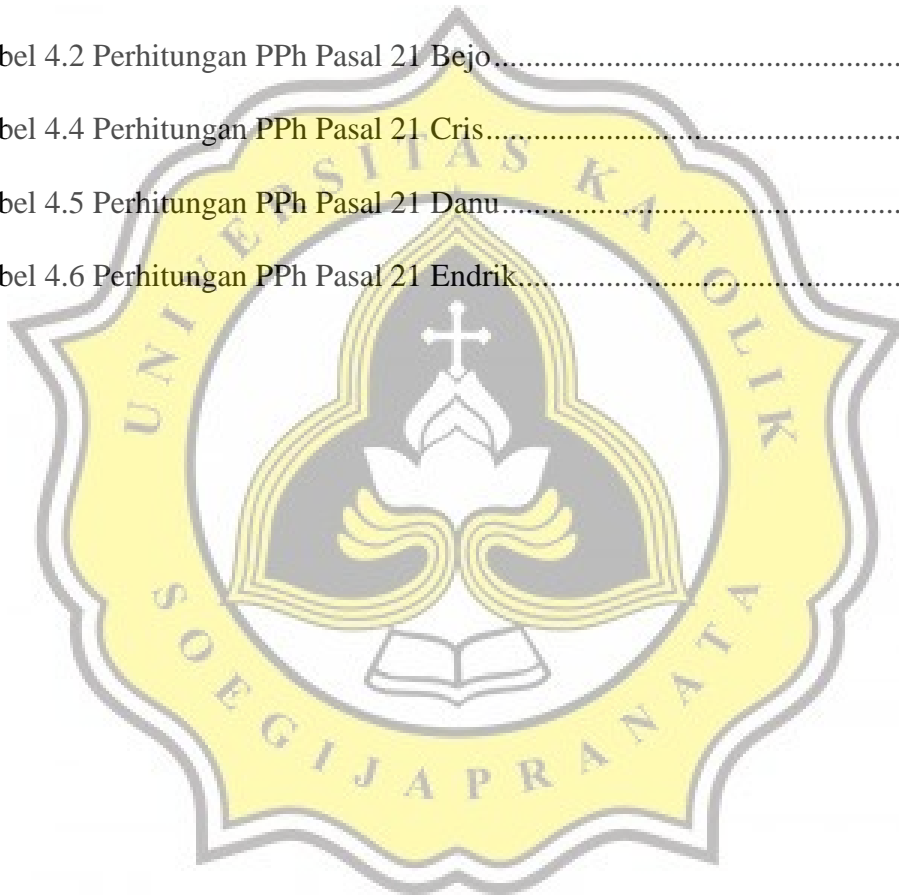 bel 4.2 Perhitungan PPh Pasal 21 Bejo..........................................................
bel 4.4 Perhitungan PPh Pasal 21 Cris..........................................................
bel 4.5 Perhitungan PPh Pasal 21 Danu........................................................
bel 4.6 Perhitungan PPh Pasal 21 Endrik......................................................
UNIVERSITAS KATOLIK
SOEGIJAPRANATA